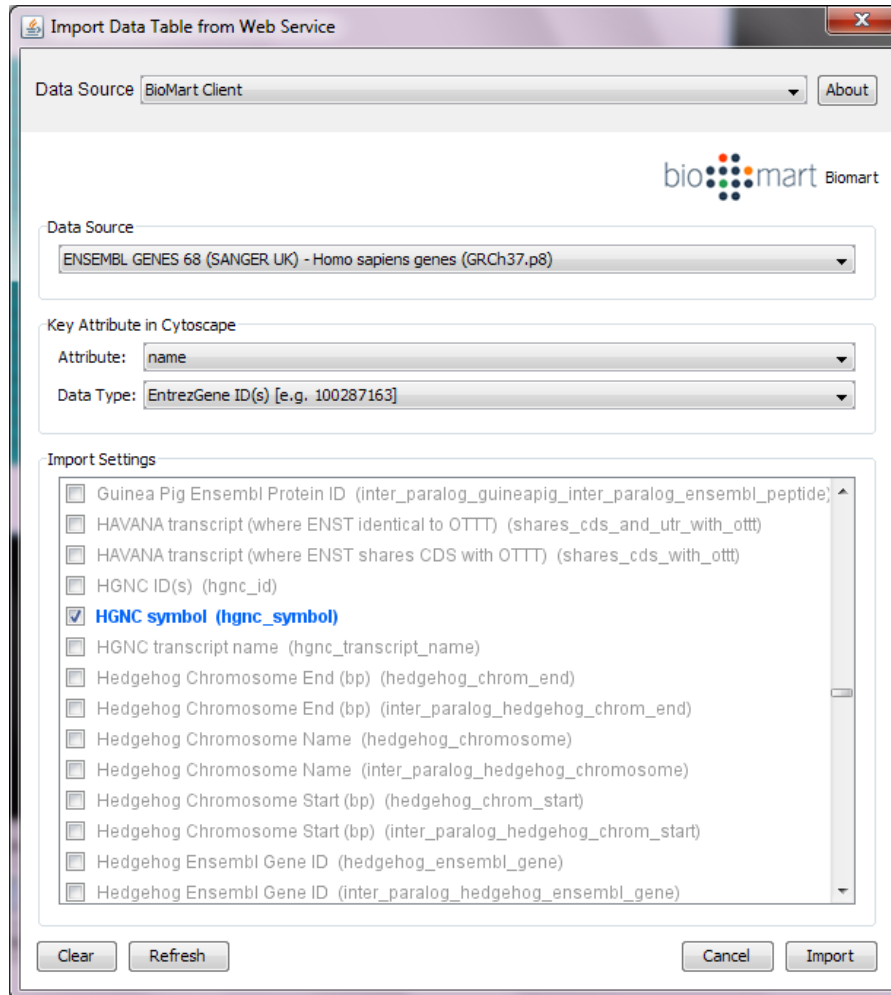 Import Data Table from Web Service
Data Source BioMart Client About
bio mart Biomart
Data Source
ENSEMBL GENES 68 (SANGER UK) - Homo sapiens genes (GRCh37.p8)
Key Attribute in Cytoscape
Attribute: name
Data Type: EntrezGene ID(s) [e.g. 100287163]
Import Settings
Guinea Pig Ensembl Protein ID (inter_paralog_guineapig_inter_paralog_ensembl_peptide)
HAVANA transcript (where ENST identical to OTTT) (shares_cds_and_utr_with_ottt)
HAVANA transcript (where ENST shares CDS with OTTT) (shares_cds_with_ottt)
HGNC ID(s) (hgnc_id)
HGNC symbol (hgnc_symbol)
HGNC transcript name (hgnc_transcript_name)
Hedgehog Chromosome End (bp) (hedgehog_chrom_end)
Hedgehog Chromosome End (bp) (inter_paralog_hedgehog_chrom_end)
Hedgehog Chromosome Name (hedgehog_chromosome)
Hedgehog Chromosome Name (inter_paralog_hedgehog_chromosome)
Hedgehog Chromosome Start (bp) (hedgehog_chrom_start)
Hedgehog Chromosome Start (bp) (inter_paralog_hedgehog_chrom_start)
Hedgehog Ensembl Gene ID (hedgehog_ensembl_gene)
Hedgehog Ensembl Gene ID (inter_paralog_hedgehog_ensembl_gene)
Clear Refresh Cancel Import